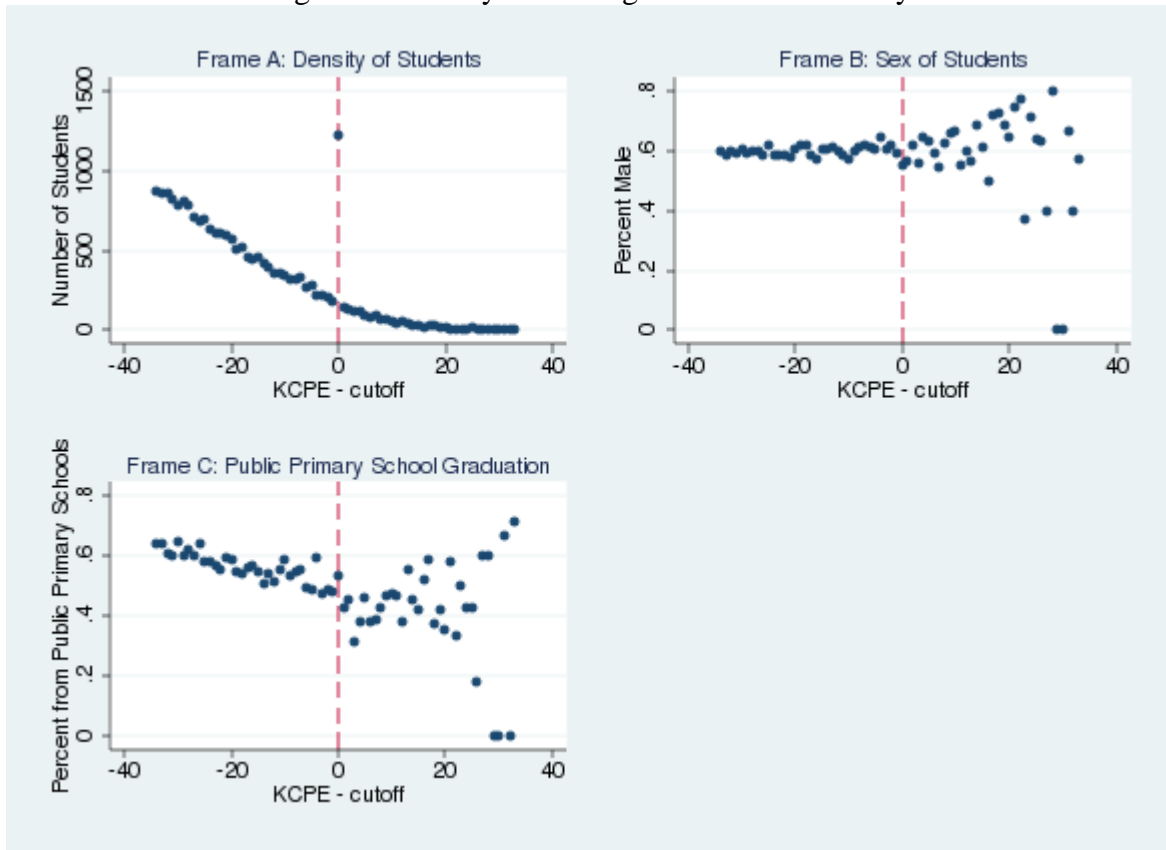 Frame A: Density of Students
Number of Students
1500
1000
500
0
-40 -20 0 20 40
KCPE - cutoff
Frame B: Sex of Students
Percent Male
.8
.6
.4
.2
0
-40 -20 0 20 40
KCPE - cutoff
Frame C: Public Primary School Graduation
Percent from Public Primary Schools
.8
.6
.4
.2
0
-40 -20 0 20 40
KCPE - cutoff